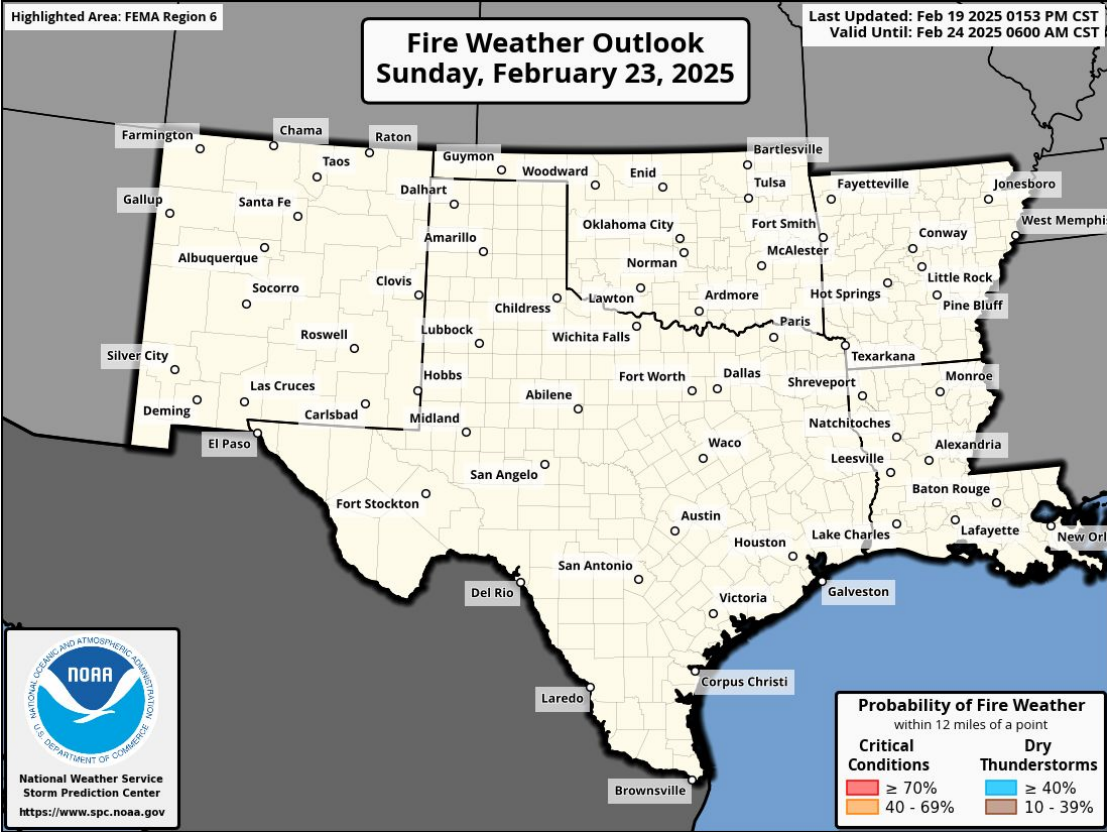 Highlighted Area: FEMA Region 6
Last Updated: Feb 19 2025 0153 PM CST
Valid Until: Feb 24 2025 0600 AM CST
Fire Weather Outlook
Sunday, February 23, 2025
Farmington
Chama
Raton
Taos
Guymon
Woodward
Enid
Bartlesville
Tulsa
Fayetteville
Jonesboro
Gallup
Santa Fe
Dalhart
Oklahoma City
Fort Smith
West Memphis
Albuquerque
Amarillo
Norman
McAlester
Conway
Socorro
Clovis
Childress
Lawton
Ardmore
Hot Springs
Little Rock
Pine Bluff
Roswell
Lubbock
Wichita Falls
Paris
Texarkana
Silver City
Las Cruces
Hobbs
Abilene
Fort Worth
Dallas
Shreveport
Monroe
Deming
Carlsbad
Midland
Natchitoches
El Paso
San Angelo
Waco
Leesville
Alexandria
Fort Stockton
Austin
Baton Rouge
Houston
Lake Charles
Lafayette
New Orl
San Antonio
Del Rio
Victoria
Galveston
Laredo
Corpus Christi
Brownsville
NATIONAL OCEANIC AND ATMOSPHERIC ADMINISTRATION
NOAA
U.S. DEPARTMENT OF COMMERCE
National Weather Service
Storm Prediction Center
https://www.spc.noaa.gov
Probability of Fire Weather
within 12 miles of a point
Critical Conditions
≥ 70%
40 - 69%
Dry Thunderstorms
≥ 40%
10 - 39%